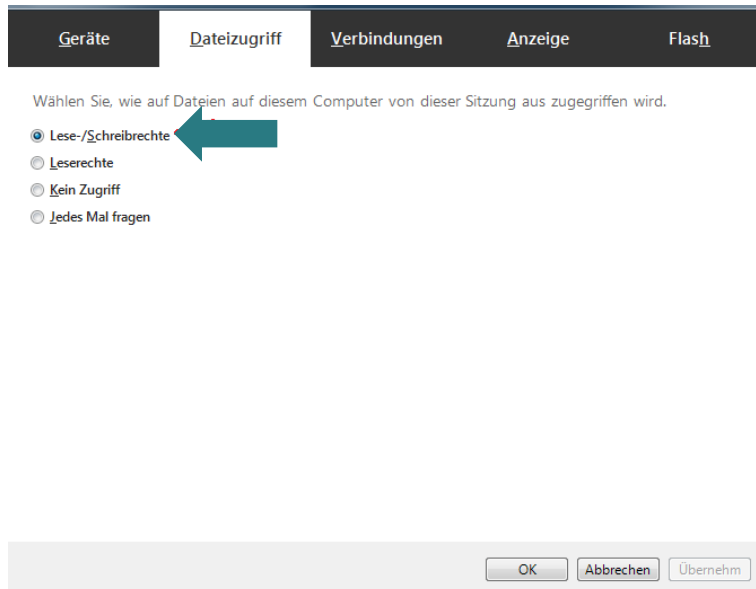 Geräte Dateizugriff Verbindungen Anzeige Flash
Wählen Sie, wie auf Dateien auf diesem Computer von dieser Sitzung aus zugegriffen wird.
Lese-/Schreibrechte
Leserechte
Kein Zugriff
Jedes Mal fragen
OK Abbrechen Übernehm